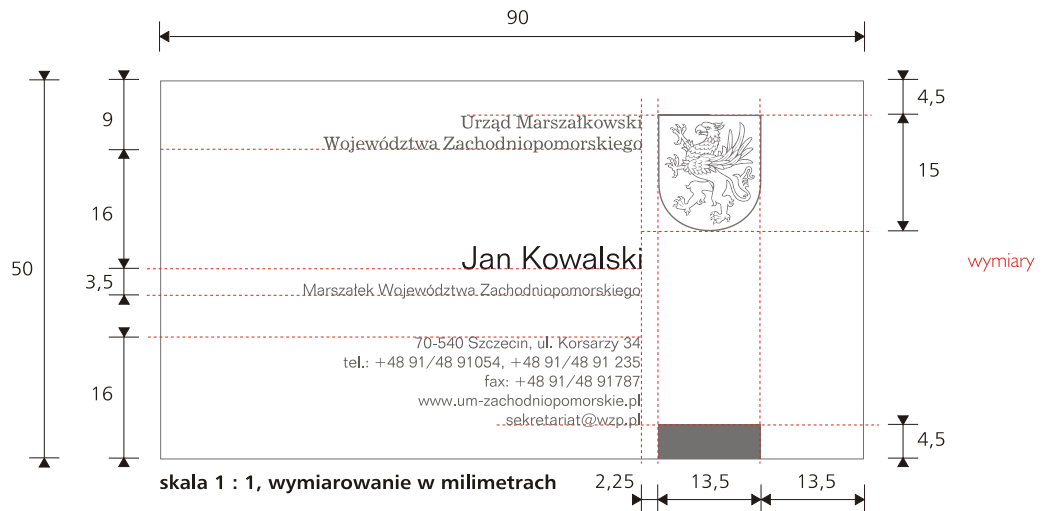 90
9
16
50
3,5
16
4,5
15
4,5
Urząd Marszałkowski
Województwa Zachodniopomorskiego
Jan Kowalski
Marszałek Województwa Zachodniopomorskiego
70-540 Szczecin, ul. Korsarzy 34
tel.: +48 91/48 91054, +48 91/48 91 235
fax: +48 91/48 91787
www.um-zachodniopomorskie.pl
sekretariat@wzp.pl
wymiary
skala 1 : 1, wymiarowanie w milimetrach
2,25 13,5 13,5